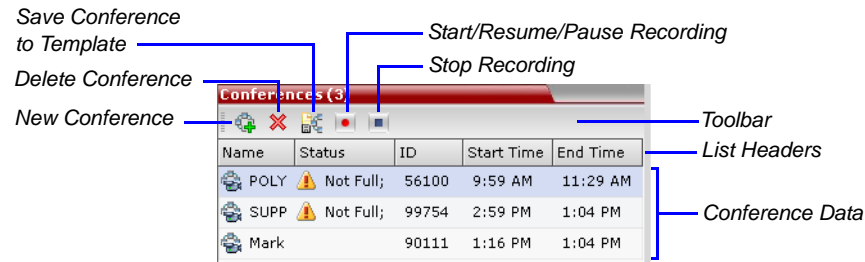 Save Conference
to Template
Delete Conference
New Conference
Start/Resume/Pause Recording
Stop Recording
Conferences (3)
Toolbar
List Headers
Conference Data
Name Status ID Start Time End Time
POLY Not Full; 56100 9:59 AM 11:29 AM
SUPP Not Full; 99754 2:59 PM 1:04 PM
Mark 90111 1:16 PM 1:04 PM